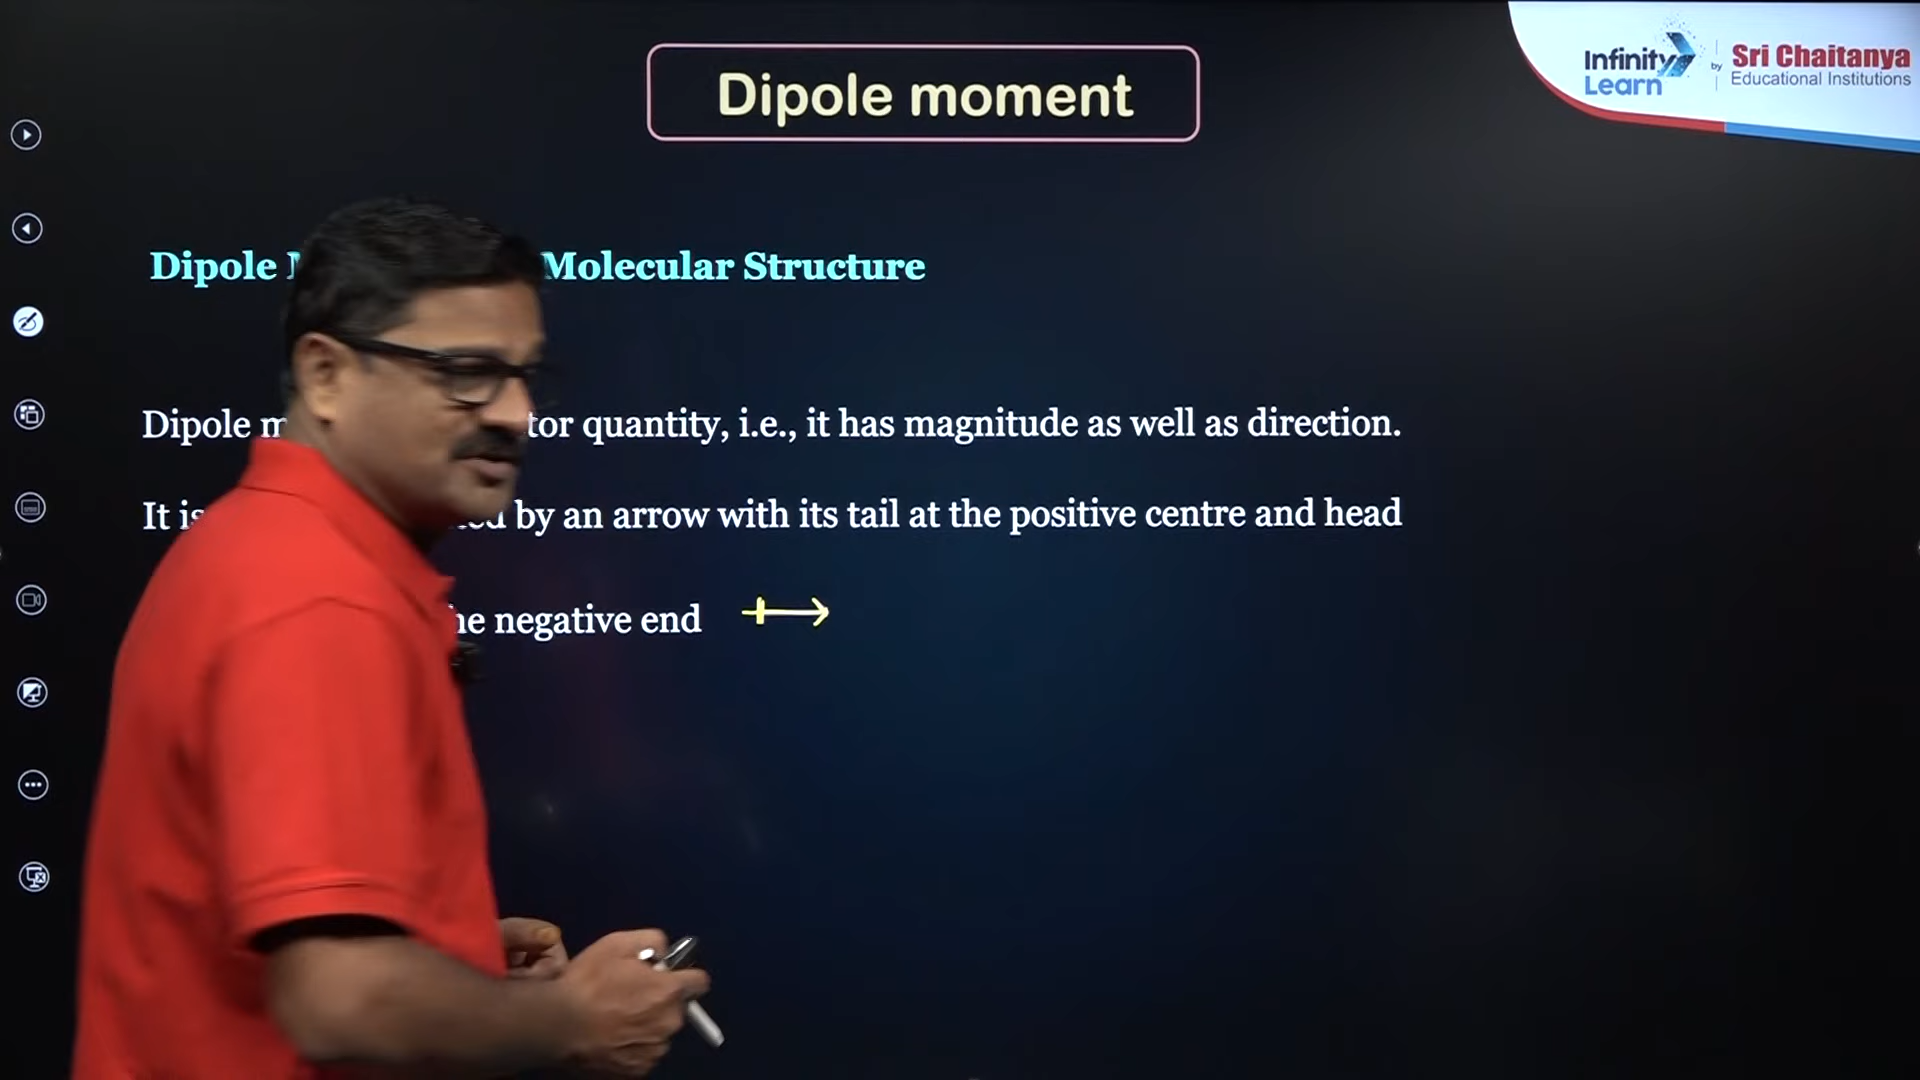 Dipole moment
Infinity Learn by Sri Chaitanya Educational Institutions
Dipole Molecular Structure
Dipole quantity, i.e., it has magnitude as well as direction.
It is by an arrow with its tail at the positive centre and head
negative end